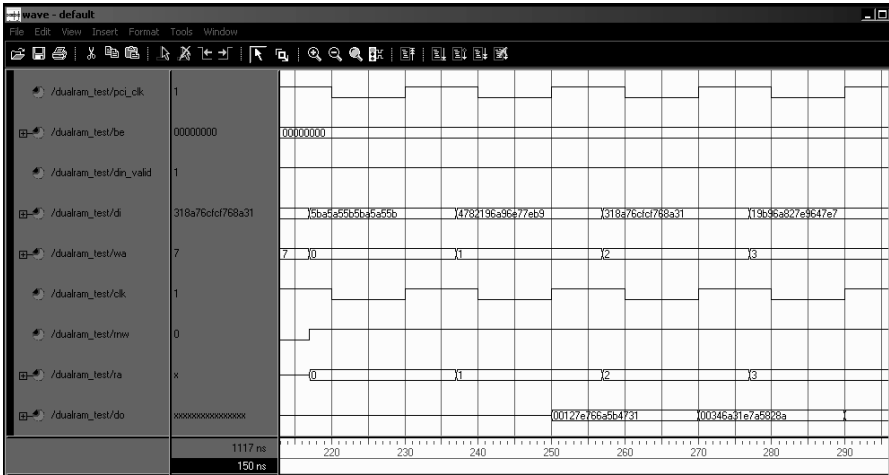 wave - default
File Edit View Insert Format Tools Window
/dualram_test/pci_clk 1
/dualram_test/be 00000000 00000000
/dualram_test/din_valid 1
/dualram_test/di 318a76cfcf768a31 5ba5a55b5ba5a55b 4782196a96e77eb9 318a76cfcf768a31 19b96a827e9647e7
/dualram_test/wa 7 7 0 1 2 3
/dualram_test/clk 1
/dualram_test/rnw 0
/dualram_test/ra x 0 1 2 3
/dualram_test/do xxxxxxxxxxxxxxxx 00127e766a5b4731 00346a31e7a5828a
1117 ns 220 230 240 250 260 270 280 290
150 ns